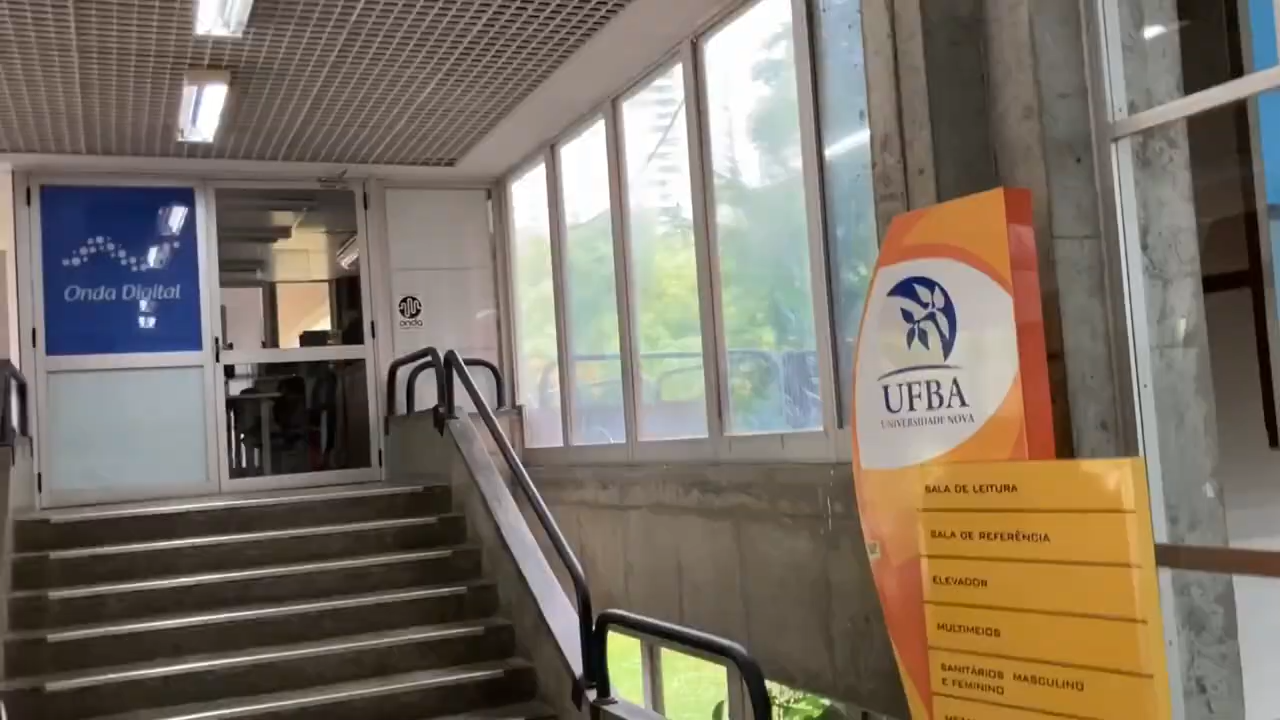 Onda Digital
onda
UFBA
UNIVERSIDADE NOVA
SALA DE LEITURA
SALA DE REFERÊNCIA
ELEVADOR
MULTIMEIOS
SANITÁRIOS MASCULINO
E FEMININO